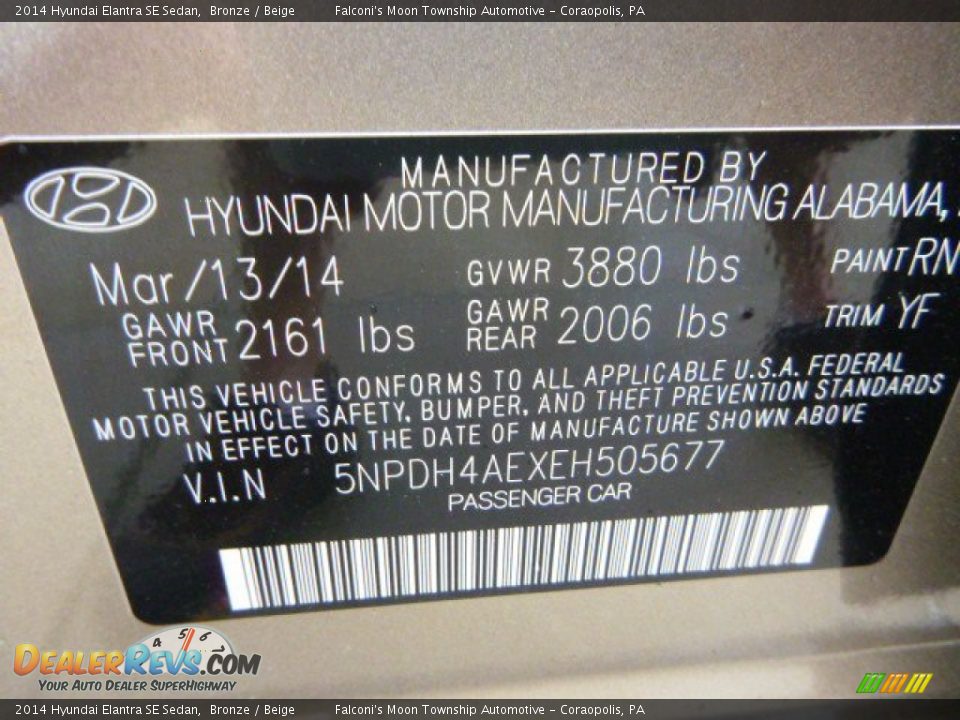 2014 Hyundai Elantra SE Sedan, Bronze / Beige Falconi's Moon Township Automotive - Coraopolis, PA
MANUFACTURED BY
HYUNDAI MOTOR MANUFACTURING ALABAMA,
Mar/13/14 GVWR 3880 lbs PAINT RN
GAWR FRONT 2161 lbs GAWR REAR 2006 lbs TRIM YF
THIS VEHICLE CONFORMS TO ALL APPLICABLE U.S.A. FEDERAL
MOTOR VEHICLE SAFETY, BUMPER, AND THEFT PREVENTION STANDARDS
IN EFFECT ON THE DATE OF MANUFACTURE SHOWN ABOVE
V.I.N 5NPDH4AEXEH505677
PASSENGER CAR
4 5 6
DEALERREVS.COM
YOUR AUTO DEALER SUPERHIGHWAY
2014 Hyundai Elantra SE Sedan, Bronze / Beige Falconi's Moon Township Automotive - Coraopolis, PA